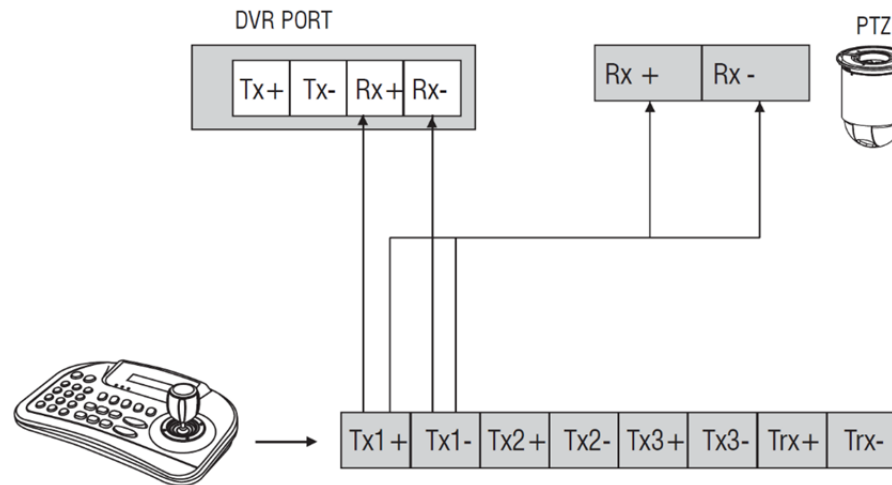 DVR PORT
PTZ
Tx+ Tx- Rx+ Rx-
Rx + Rx -
Tx1+ Tx1- Tx2+ Tx2- Tx3+ Tx3- Trx+ Trx-